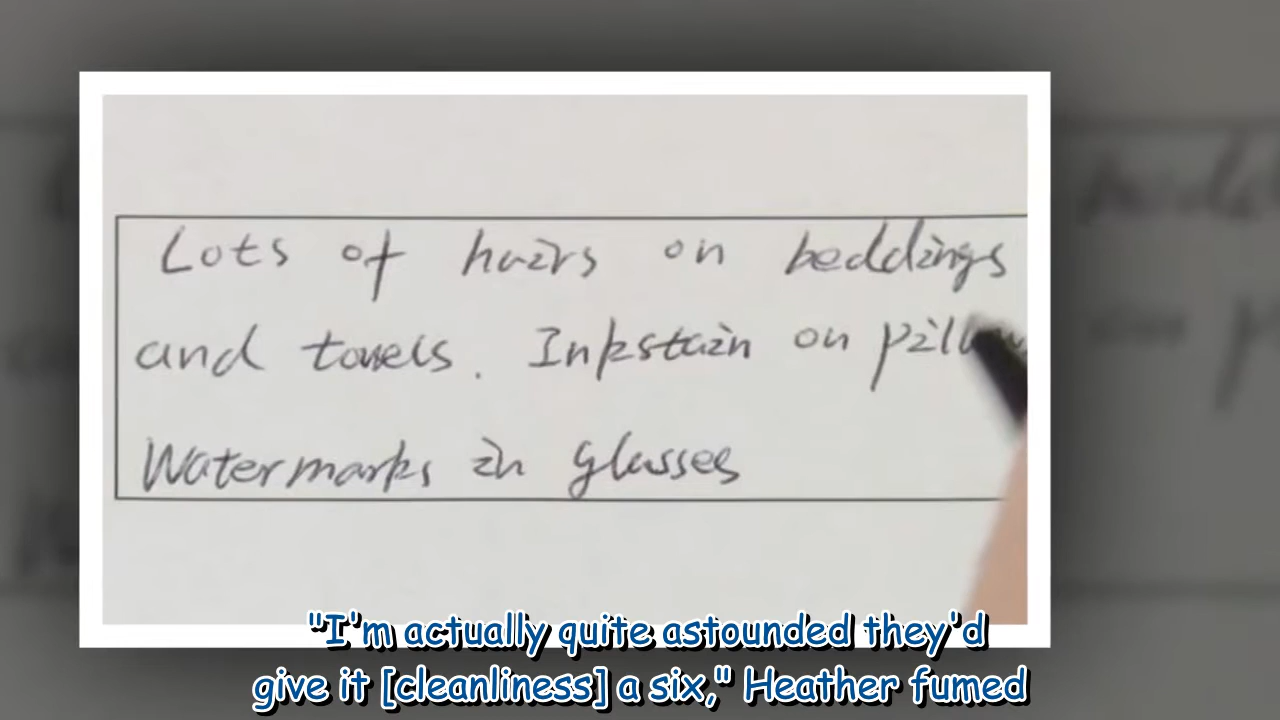 Lots of hairs on beddings
and towels. Inkstain on
Watermarks in glasses
"I'm actually quite astounded they'd
give it [cleanliness] a six," Heather fumed